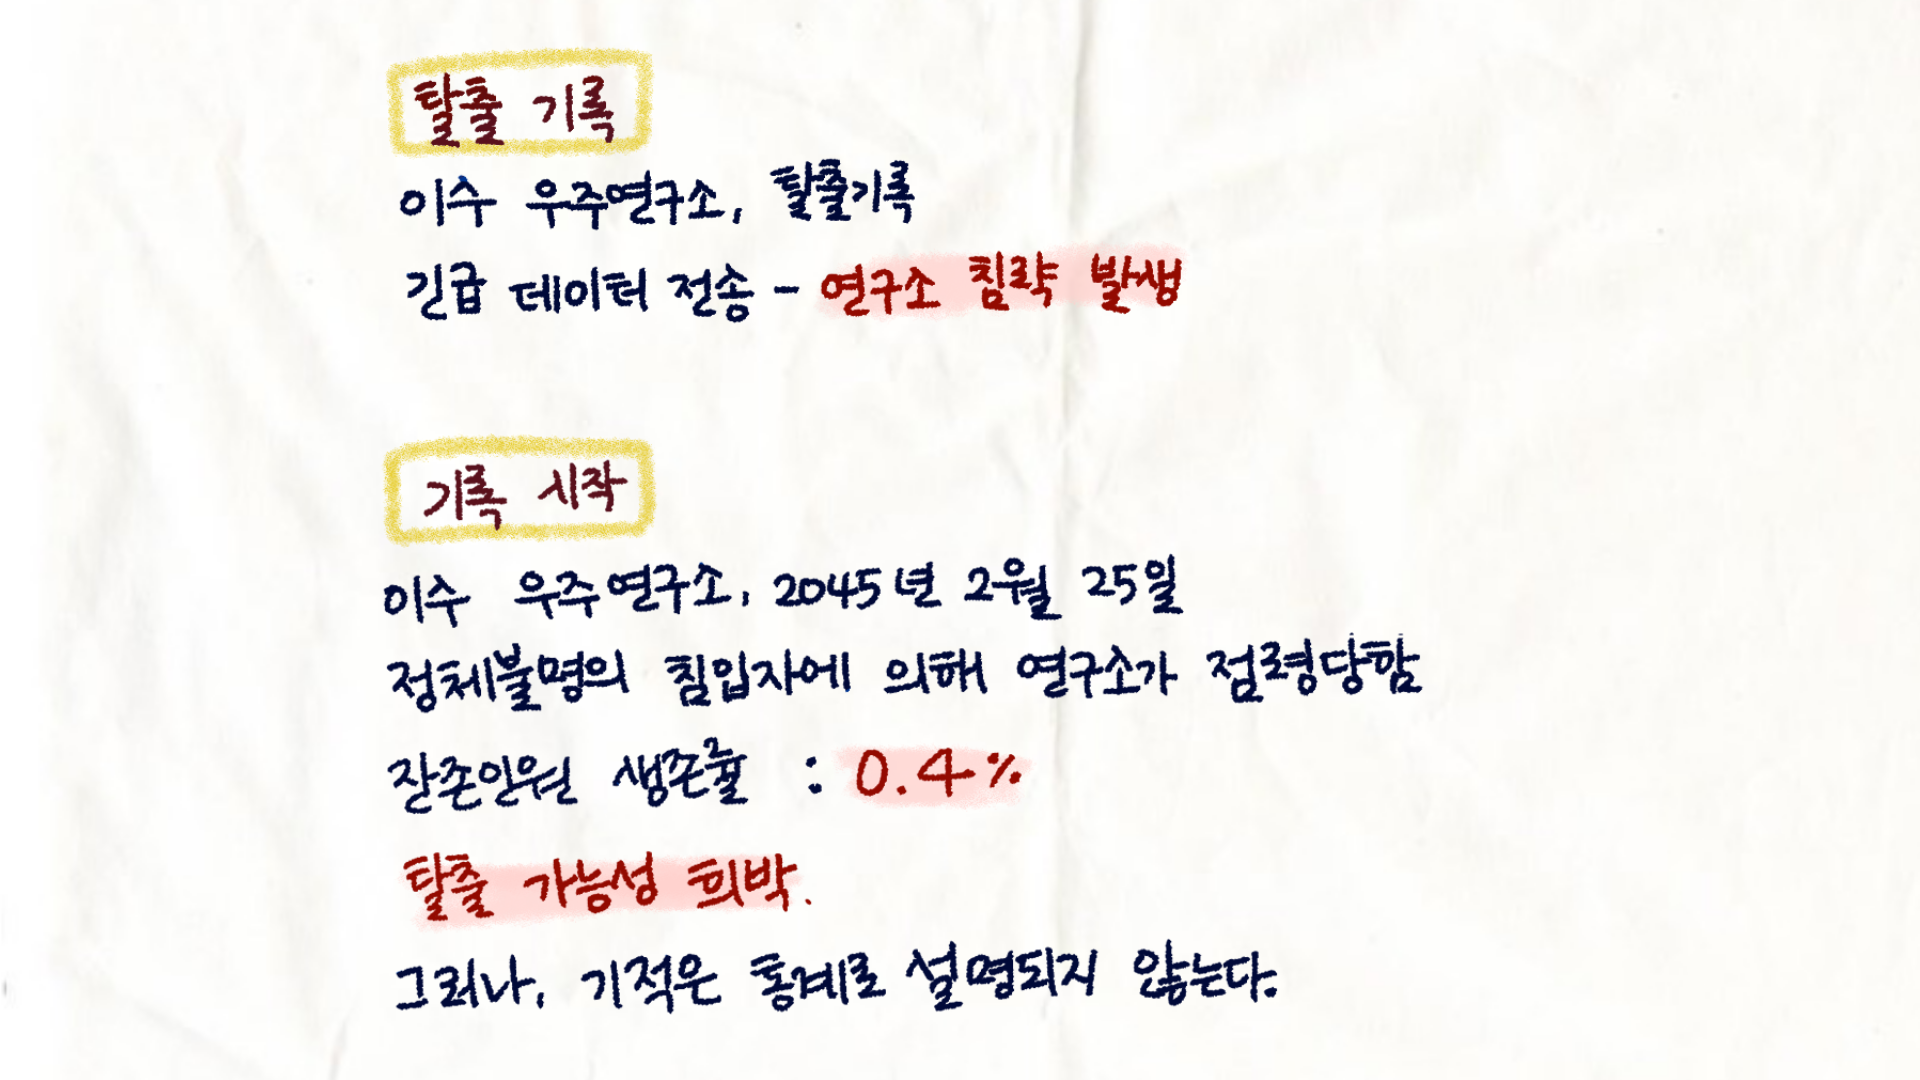 탈출 기록
이수 우주연구소, 탈출기록
긴급 데이터 전송 - 연구소 침략 발생
기록 시작
이수 우주연구소, 2045년 2월 25일
정체불명의 침입자에 의해 연구소가 점령당함
잔존인원 생존율 : 0.4%
탈출 가능성 희박.
그러나, 기적은 통계로 설명되지 않는다.